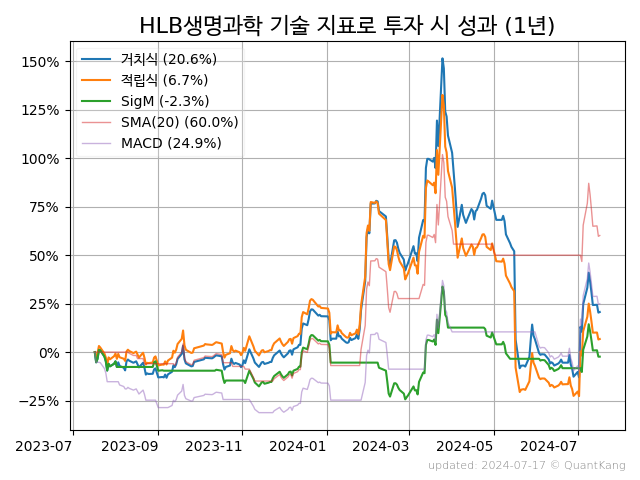 HLB생명과학 기술 지표로 투자 시 성과 (1년)
150%
125%
100%
75%
50%
25%
0%
−25%
거치식 (20.6%)
적립식 (6.7%)
SigM (-2.3%)
SMA(20) (60.0%)
MACD (24.9%)
2023-07
2023-09
2023-11
2024-01
2024-03
2024-05
2024-07
updated: 2024-07-17 © QuantKang